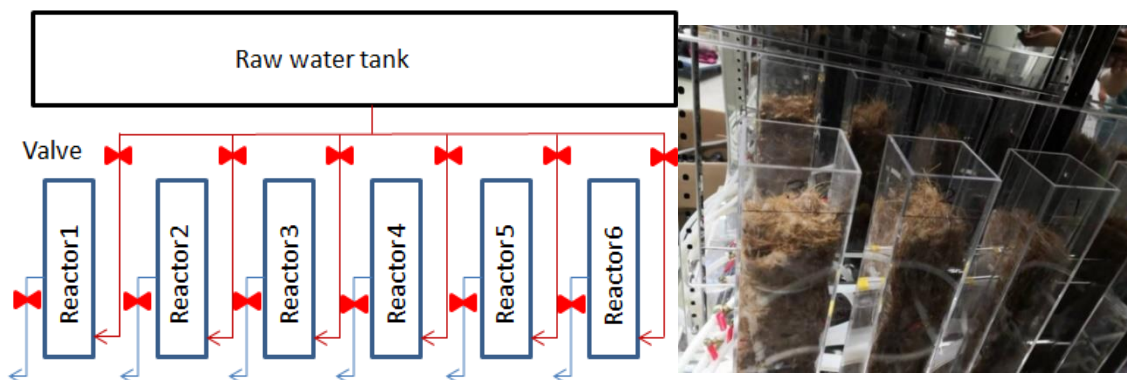 Raw water tank
Valve
Reactor1
Reactor2
Reactor3
Reactor4
Reactor5
Reactor6